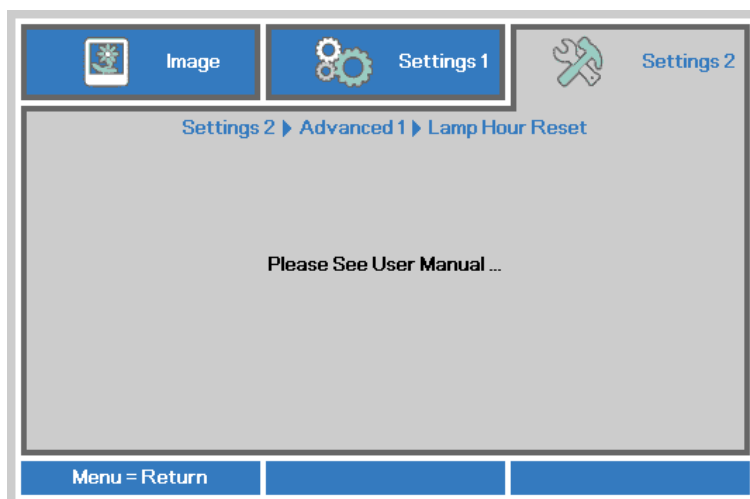 Image
Settings 1
Settings 2
Settings 2 ▶ Advanced 1 ▶ Lamp Hour Reset
Please See User Manual ...
Menu = Return